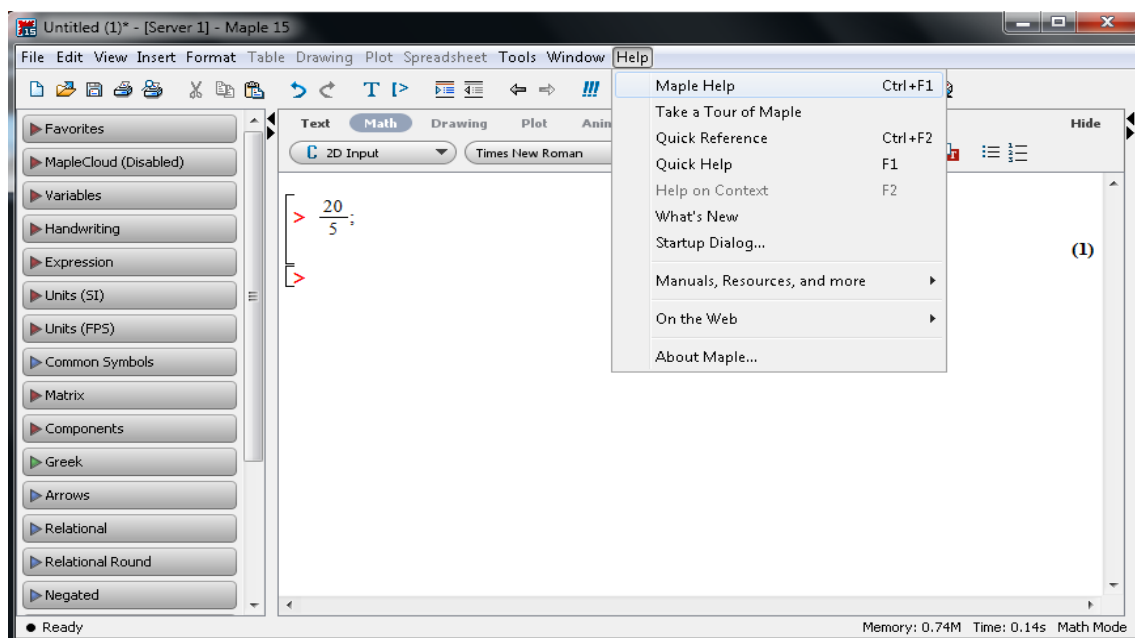 Untitled (1)* - [Server 1] - Maple 15
File Edit View Insert Format Table Drawing Plot Spreadsheet Tools Window Help
Maple Help Ctrl+F1
Take a Tour of Maple
Quick Reference Ctrl+F2
Quick Help F1
Help on Context F2
What's New
Startup Dialog...
Manuals, Resources, and more
On the Web
About Maple...
Favorites
MapleCloud (Disabled)
Variables
Handwriting
Expression
Units (SI)
Units (FPS)
Common Symbols
Matrix
Components
Greek
Arrows
Relational
Relational Round
Negated
Text Math Drawing Plot Anim Hide
C 2D Input Times New Roman
> 20
5 ;
(1)
>
Ready Memory: 0.74M Time: 0.14s Math Mode